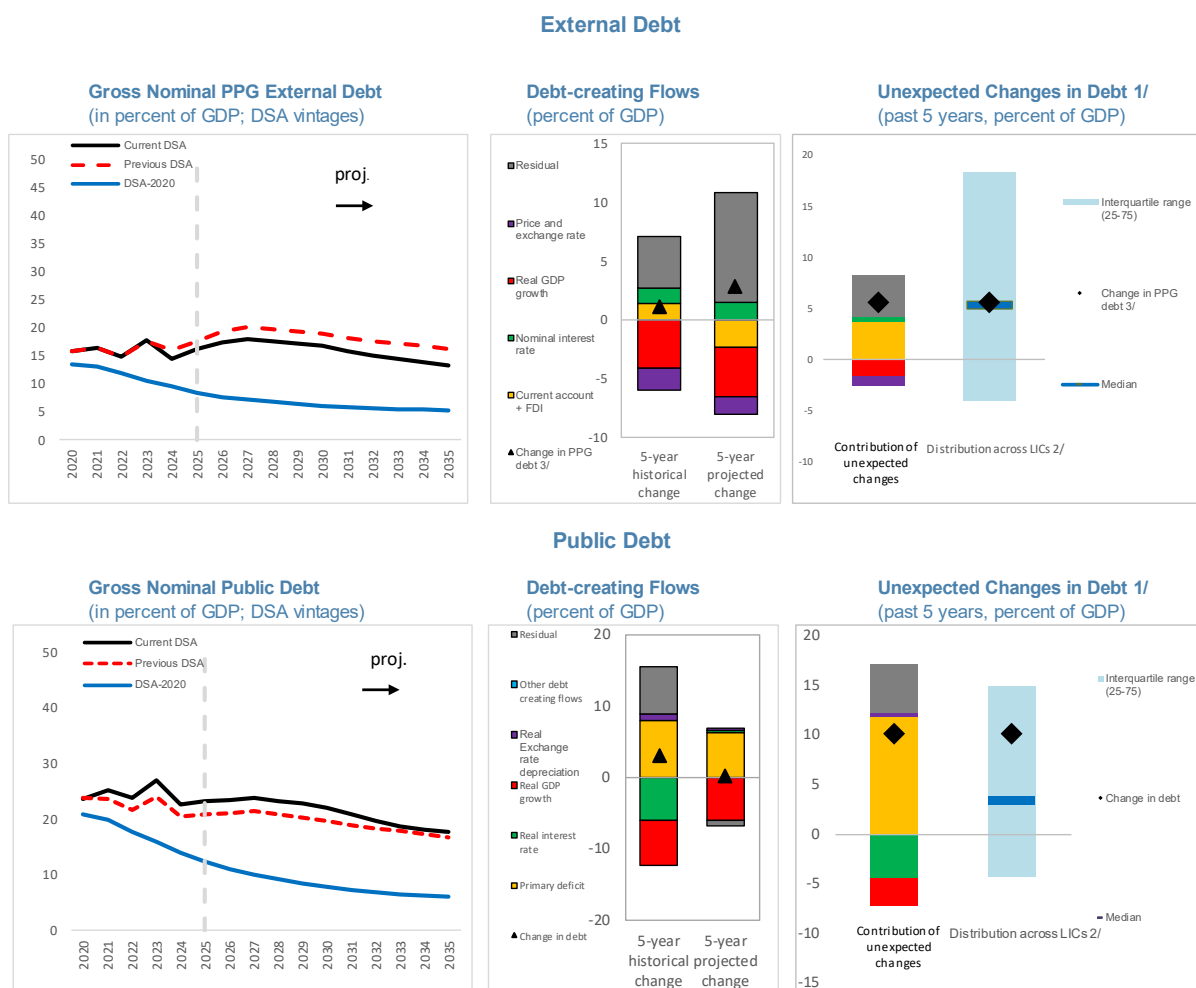 External Debt
Gross Nominal PPG External Debt
(in percent of GDP; DSA vintages)
Current DSA
Previous DSA
DSA-2020
proj.
50
45
40
35
30
25
20
15
10
5
0
2020
2021
2022
2023
2024
2025
2026
2027
2028
2029
2030
2031
2032
2033
2034
2035
Debt-creating Flows
(percent of GDP)
Residual
Price and
exchange rate
Real GDP
growth
Nominal interest
rate
Current account
+ FDI
Change in PPG
debt 3/
15
10
5
0
-5
-10
5-year
historical
change
5-year
projected
change
Unexpected Changes in Debt 1/
(past 5 years, percent of GDP)
20
15
10
5
0
-5
-10
Contribution of
unexpected
changes
Distribution across LICs 2/
Interquartile range
(25-75)
Change in PPG
debt 3/
Median
Public Debt
Gross Nominal Public Debt
(in percent of GDP; DSA vintages)
Current DSA
Previous DSA
DSA-2020
proj.
50
40
30
20
10
0
2020
2021
2022
2023
2024
2025
2026
2027
2028
2029
2030
2031
2032
2033
2034
2035
Debt-creating Flows
(percent of GDP)
Residual
Other debt
creating flows
Real
Exchange
rate
depreciation
Real GDP
growth
Real interest
rate
Primary deficit
Change in debt
20
10
0
-10
-20
5-year
historical
change
5-year
projected
change
Unexpected Changes in Debt 1/
(past 5 years, percent of GDP)
20
15
10
5
0
-5
-10
-15
Contribution of
unexpected
changes
Distribution across LICs 2/
Interquartile range
(25-75)
Change in debt
Median